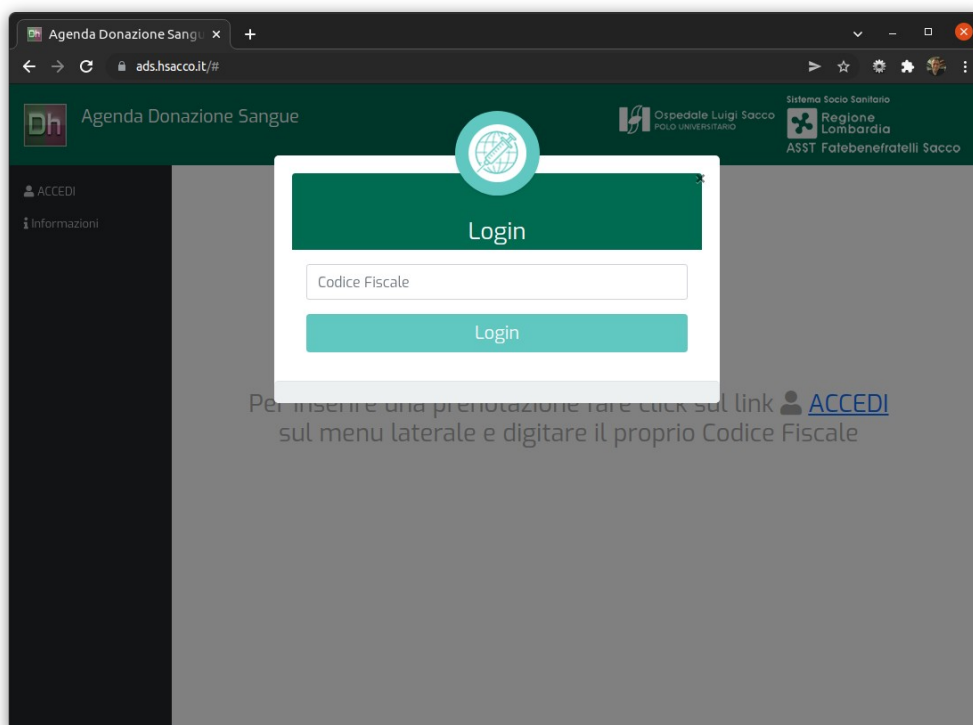 Dh Agenda Donazione Sangu
ads.hsacco.it/#
Dh Agenda Donazione Sangue
Ospedale Luigi Sacco
POLO UNIVERSITARIO
Sistema Socio Sanitario
Regione
Lombardia
ASST Fatebenefratelli Sacco
ACCEDI
Informazioni
Login
Codice Fiscale
Login
Per inserire una prenotazione fare click sul link ACCEDI
sul menu laterale e digitare il proprio Codice Fiscale